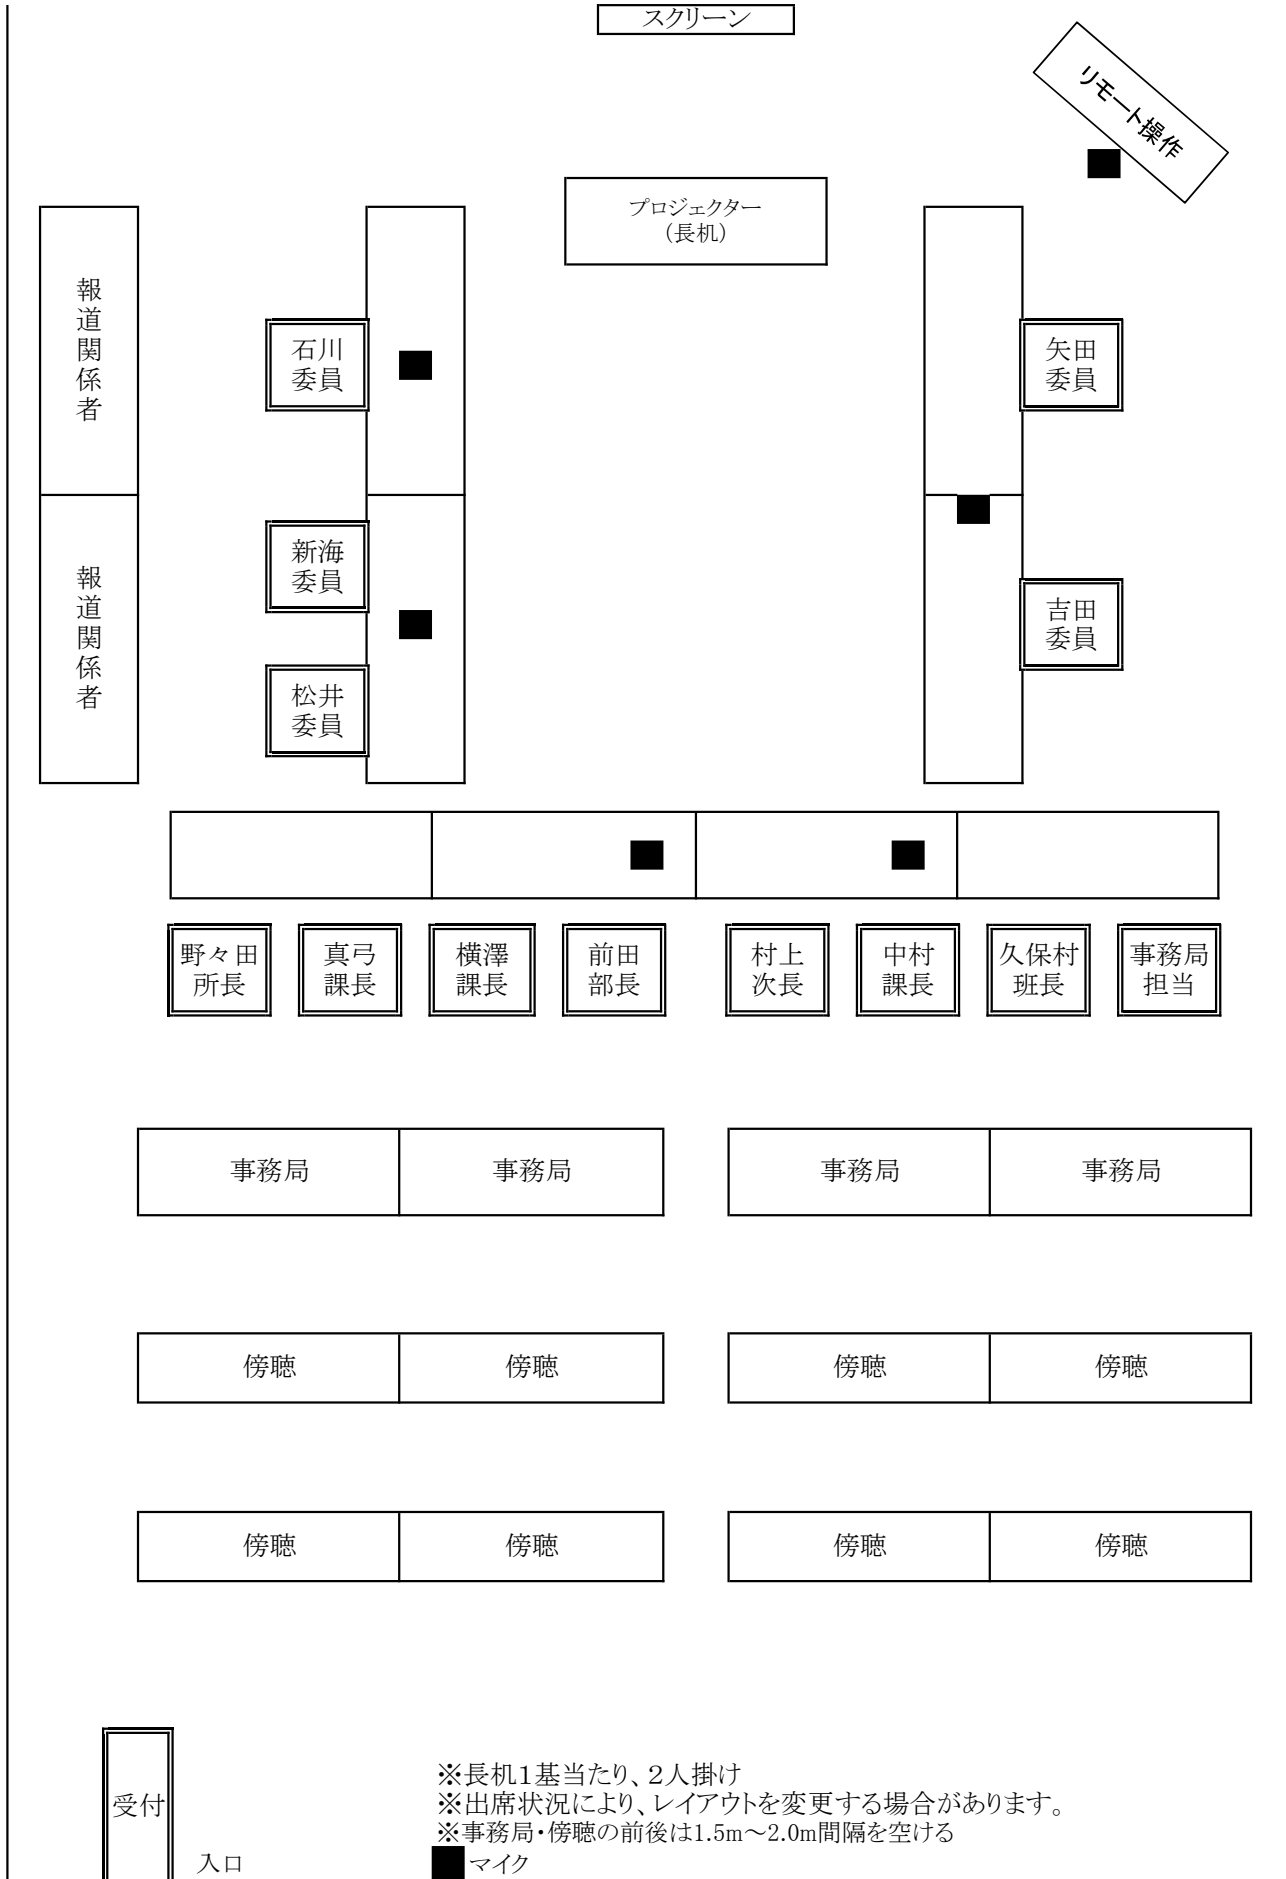 スクリーン
リモート操作
プロジェクター
（長机）
報道関係者
石川
委員
矢田
委員
新海
委員
報道関係者
吉田
委員
松井
委員
野々田
所長
真弓
課長
横澤
課長
前田
部長
村上
次長
中村
課長
久保村
班長
事務局
担当
事務局
事務局
事務局
事務局
傍聴
傍聴
傍聴
傍聴
傍聴
傍聴
傍聴
傍聴
受付
入口
※長机１基当たり、２人掛け
※出席状況により、レイアウトを変更する場合があります。
※事務局・傍聴の前後は1.5m～2.0m間隔を空ける
マイク